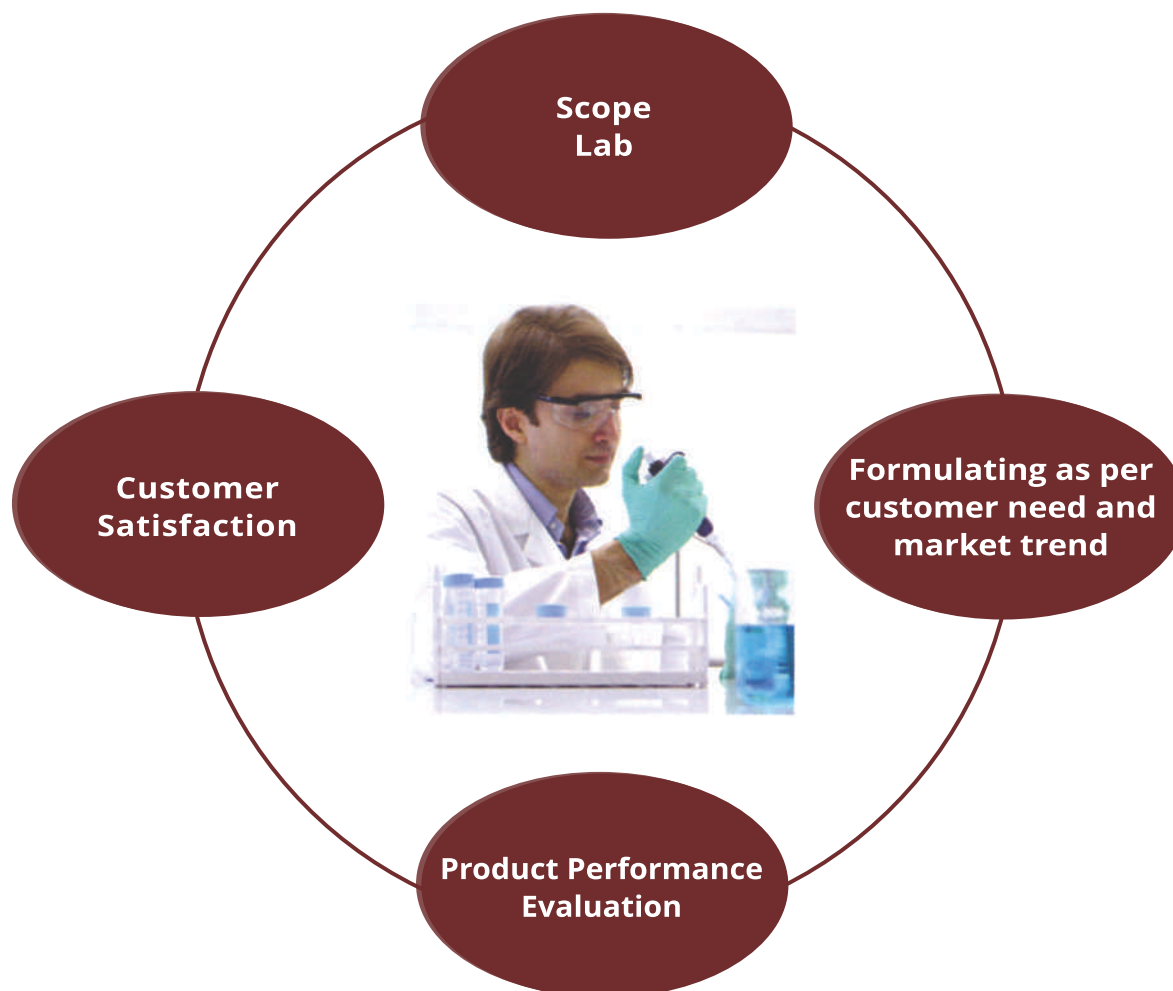 Scope
Lab
Formulating as per
customer need and
market trend
Product Performance
Evaluation
Customer
Satisfaction